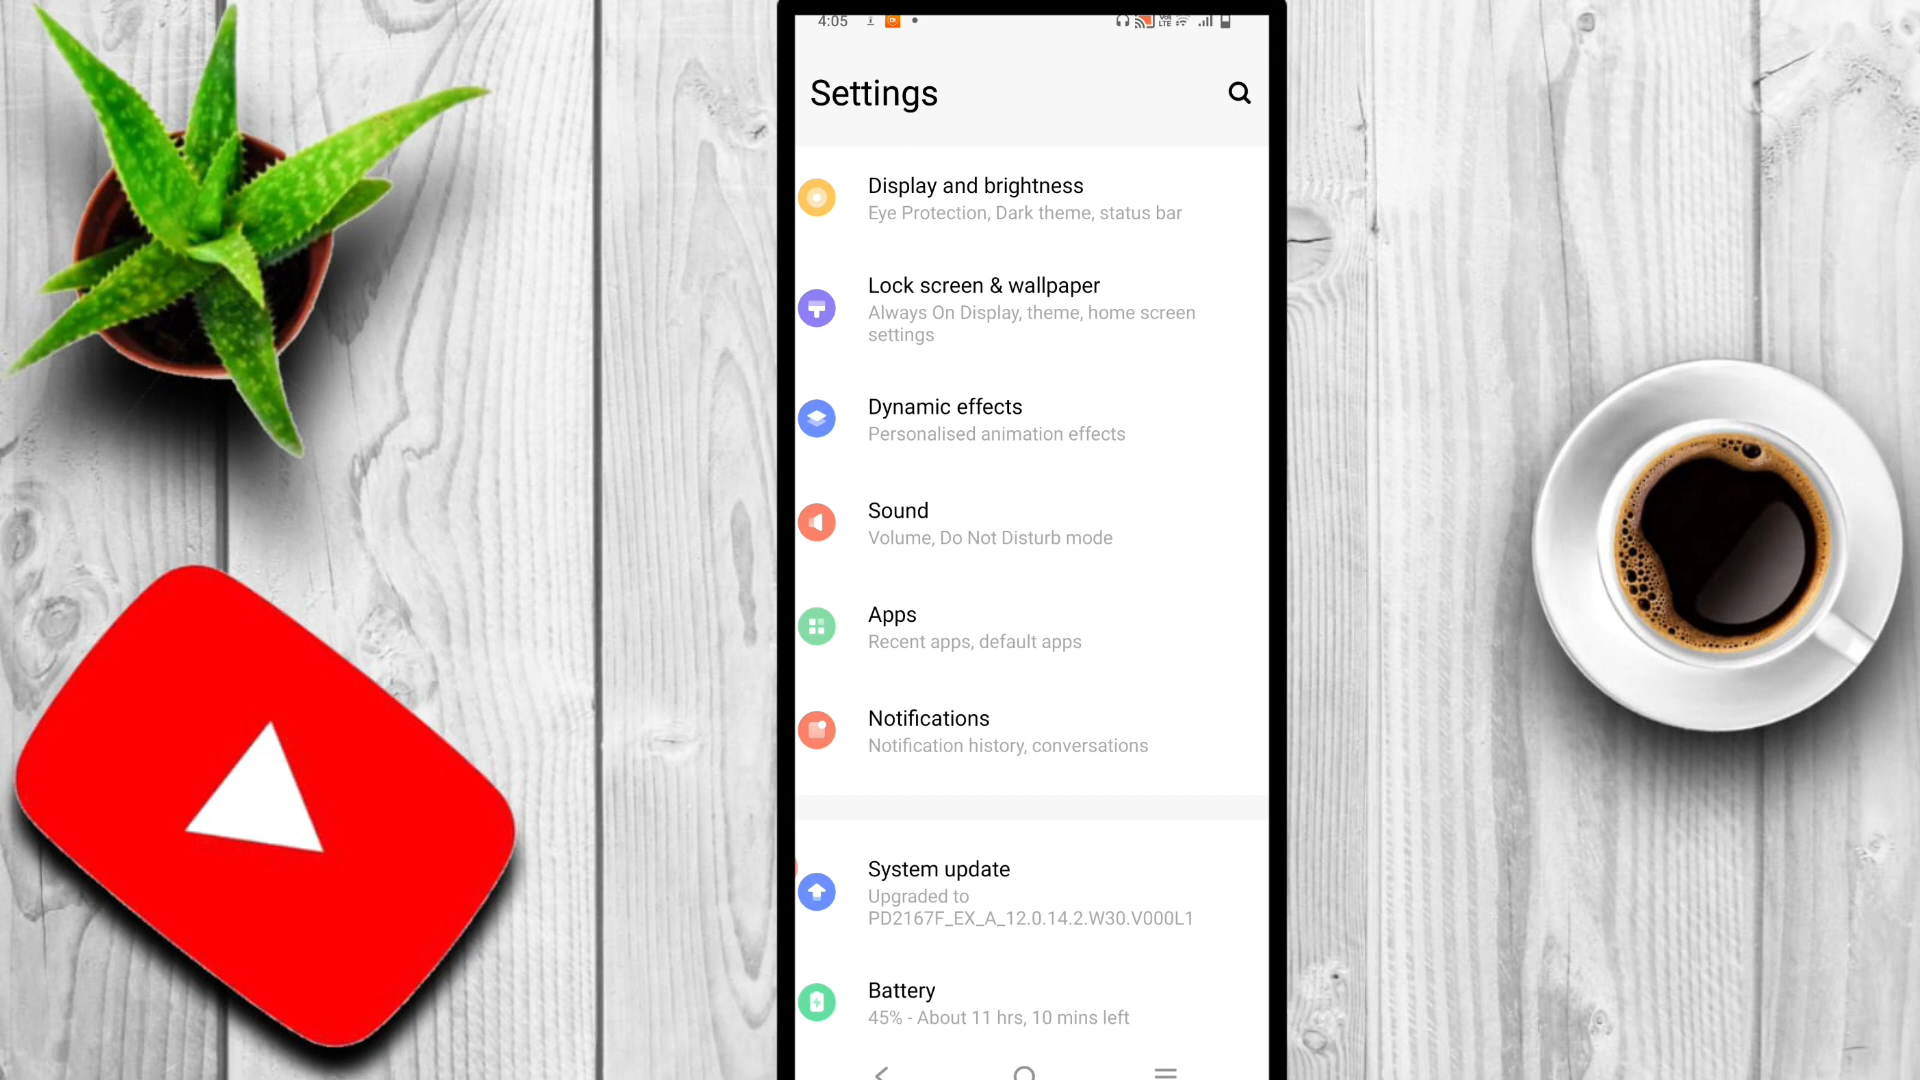 4:05
LTE
Settings
Display and brightness
Eye Protection, Dark theme, status bar
Lock screen & wallpaper
Always On Display, theme, home screen
settings
Dynamic effects
Personalised animation effects
Sound
Volume, Do Not Disturb mode
Apps
Recent apps, default apps
Notifications
Notification history, conversations
System update
Upgraded to
PD2167F_EX_A_12.0.14.2.W30.V000L1
Battery
45% - About 11 hrs, 10 mins left